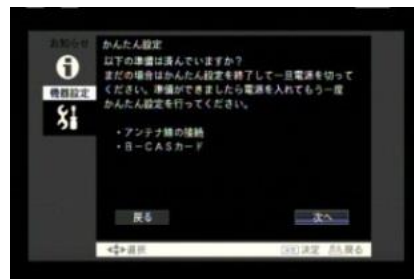 お知らせ
かんたん設定
以下の準備は済んでいますか？
まだの場合はかんたん設定を終了して一旦電源を切って
ください。準備ができましたら電源を入れてもう一度
かんたん設定を行ってください。
機器設定
・アンテナ線の接続
・B－CASカード
戻る
次へ
選択
決定
戻る